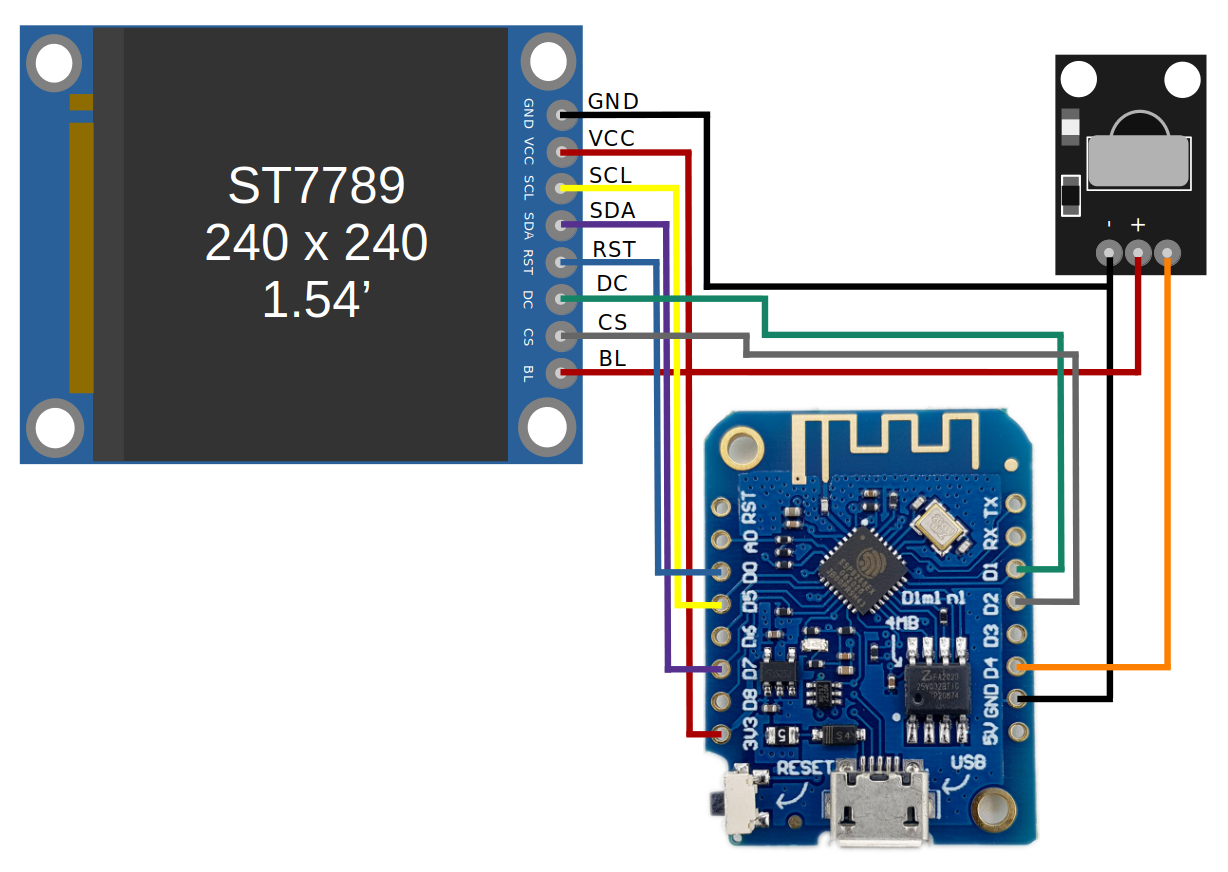 GND
VCC
SCL
SDA
RST
DC
CS
BL
ST7789
240 x 240
1.54’
GND
VCC
SCL
SDA
RST
DC
CS
BL
- +
RST
A0
D0
D5
D6
D7
D8
3V3
TX
RX
D1
D2
D3
D4
GND
5V
D1mini
4MB
5
S4
RESET
USB